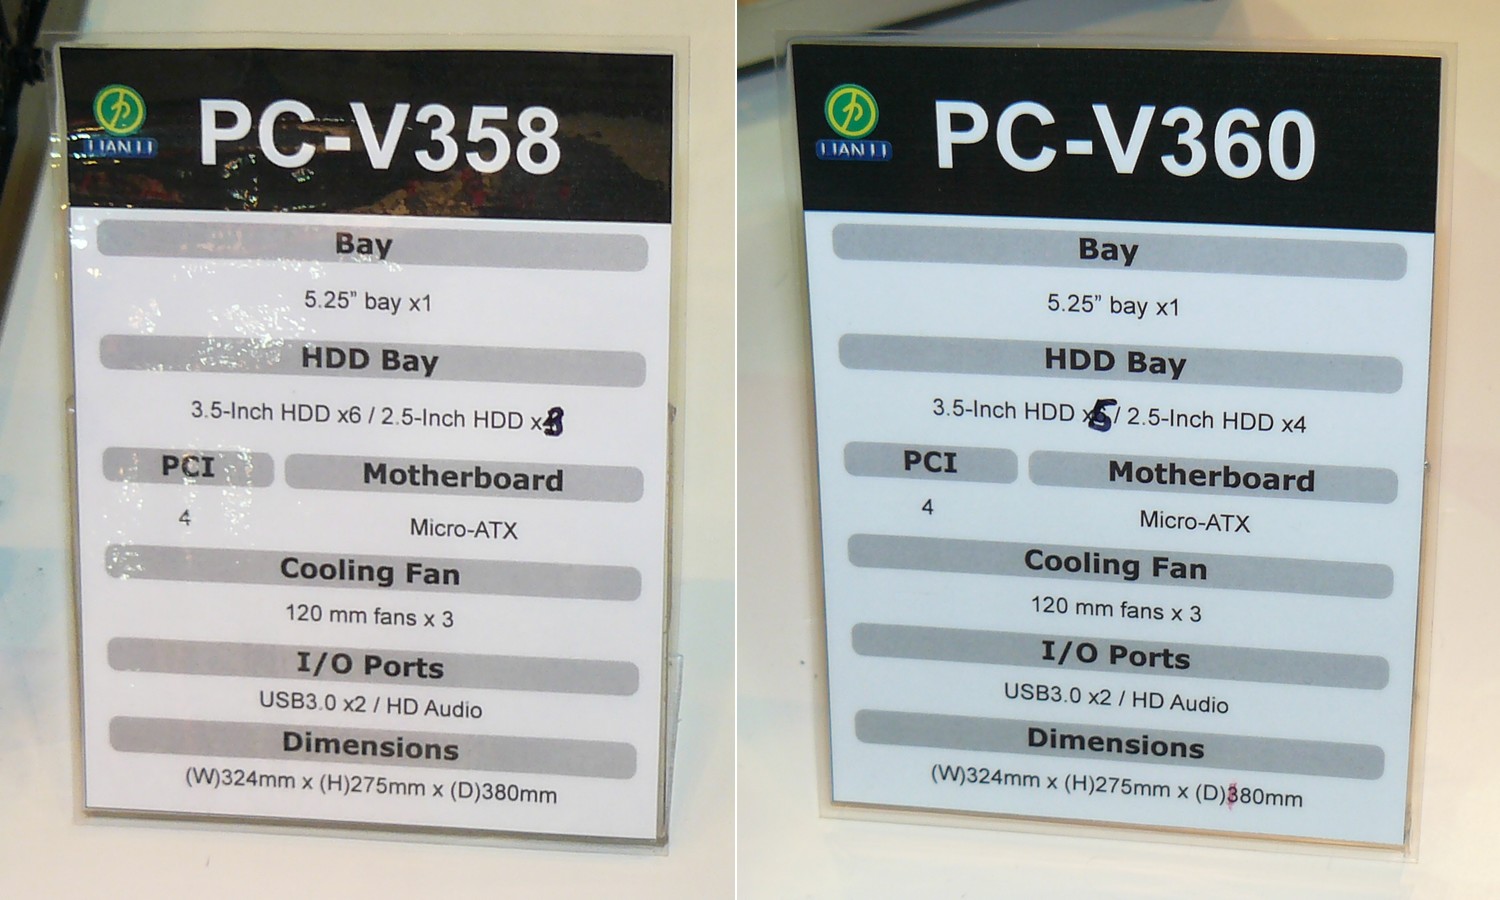 LIAN LI
PC-V358
Bay
5.25” bay x1
HDD Bay
3.5-Inch HDD x6 / 2.5-Inch HDD
PCI
Motherboard
4
Micro-ATX
Cooling Fan
120 mm fans x 3
I/O Ports
USB3.0 x2 / HD Audio
Dimensions
(W)324mm x (H)275mm x (D)380mm
LIAN LI
PC-V360
Bay
5.25” bay x1
HDD Bay
3.5-Inch HDD x5 / 2.5-Inch HDD x4
PCI
Motherboard
4
Micro-ATX
Cooling Fan
120 mm fans x 3
I/O Ports
USB3.0 x2 / HD Audio
Dimensions
(W)324mm x (H)275mm x (D)380mm